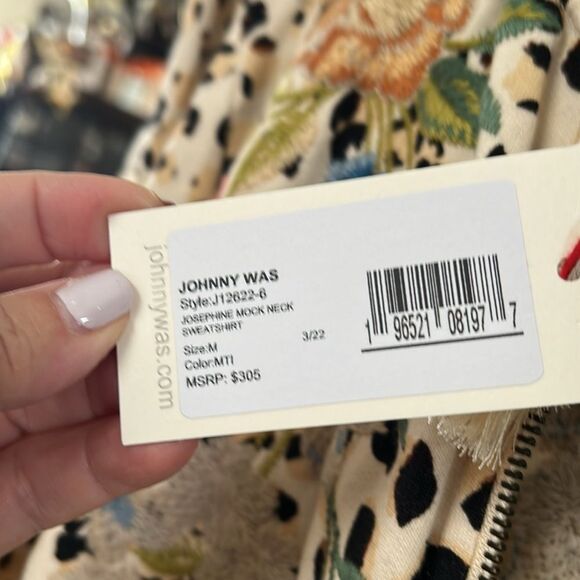 johnnywas.com
JOHNNY WAS
Style:J12622-6
JOSEPHINE MOCK NECK
SWEATSHIRT
3/22
Size:M
Color:MTI
MSRP: $305
1 96521 08197 7